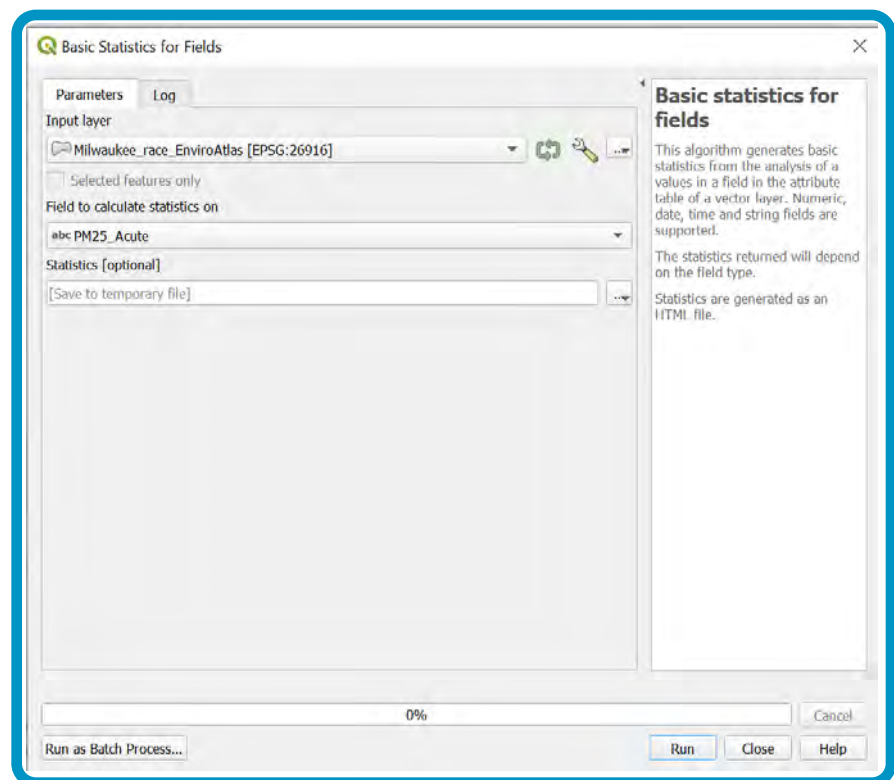 Basic Statistics for Fields
Parameters Log
Input layer
Milwaukee_race_EnviroAtlas [EPSG:26916]
Selected features only
Field to calculate statistics on
abc PM25_Acute
Statistics [optional]
[Save to temporary file]
Basic statistics for
fields
This algorithm generates basic
statistics from the analysis of a
values in a field in the attribute
table of a vector layer. Numeric,
date, time and string fields are
supported.
The statistics returned will depend
on the field type.
Statistics are generated as an
HTML file.
0%
Cancel
Run as Batch Process...
Run Close Help